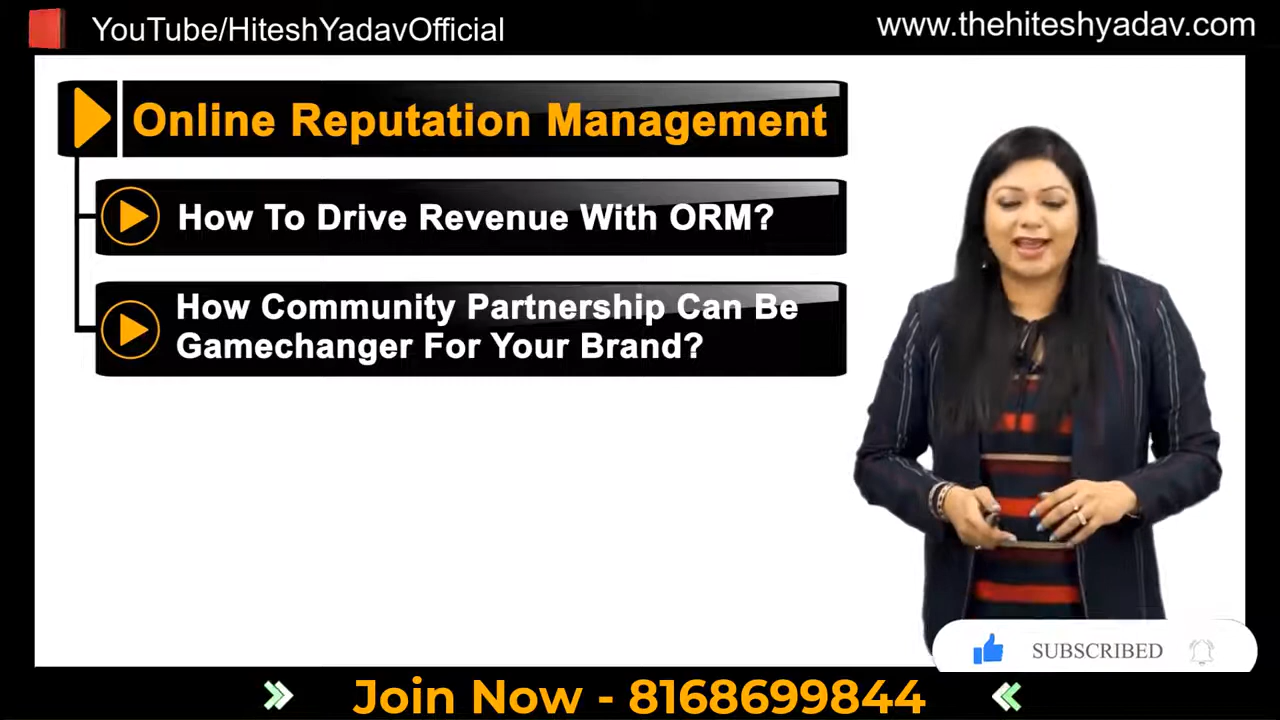 YouTube/HiteshYadavOfficial
www.thehiteshyadav.com
Online Reputation Management
How To Drive Revenue With ORM?
How Community Partnership Can Be
Gamechanger For Your Brand?
SUBSCRIBED
Join Now - 8168699844